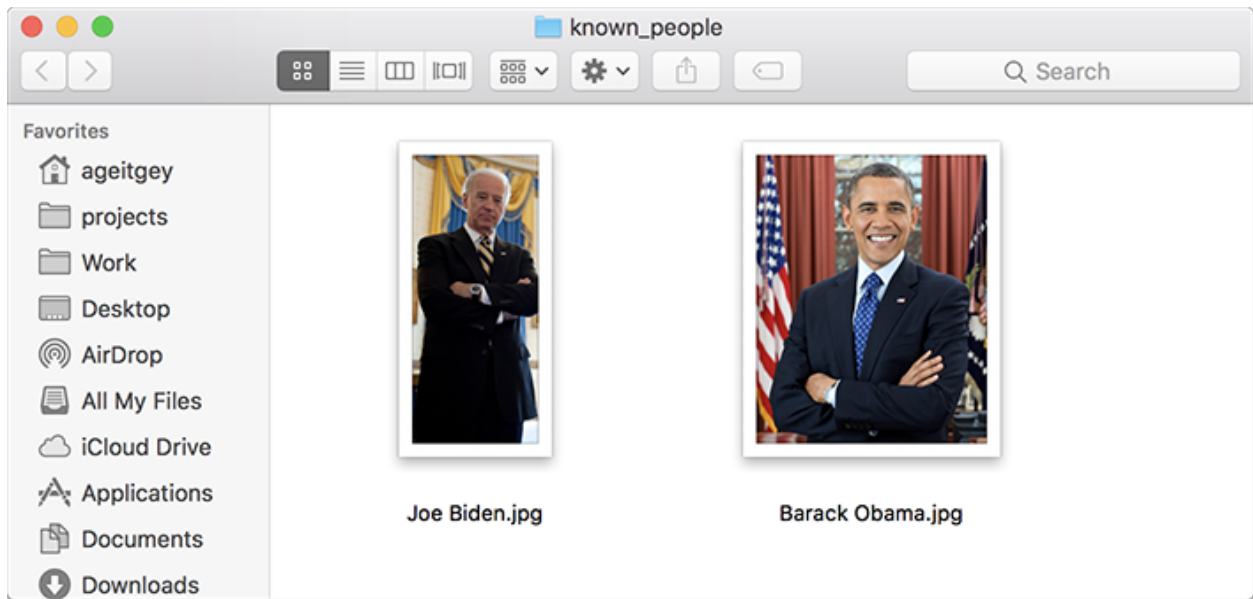 known_people
Search
Favorites
ageitgey
projects
Work
Desktop
AirDrop
All My Files
iCloud Drive
Applications
Documents
Downloads
Joe Biden.jpg
Barack Obama.jpg